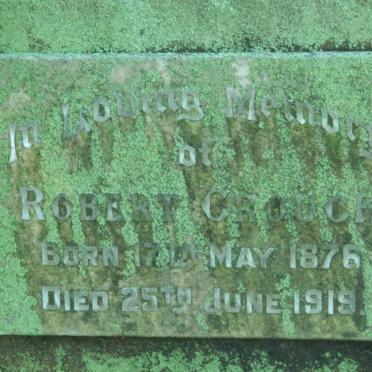 In Loving Memory
of
ROBERT CROUCH
BORN 17TH MAY 1876
DIED 25TH JUNE 1919.